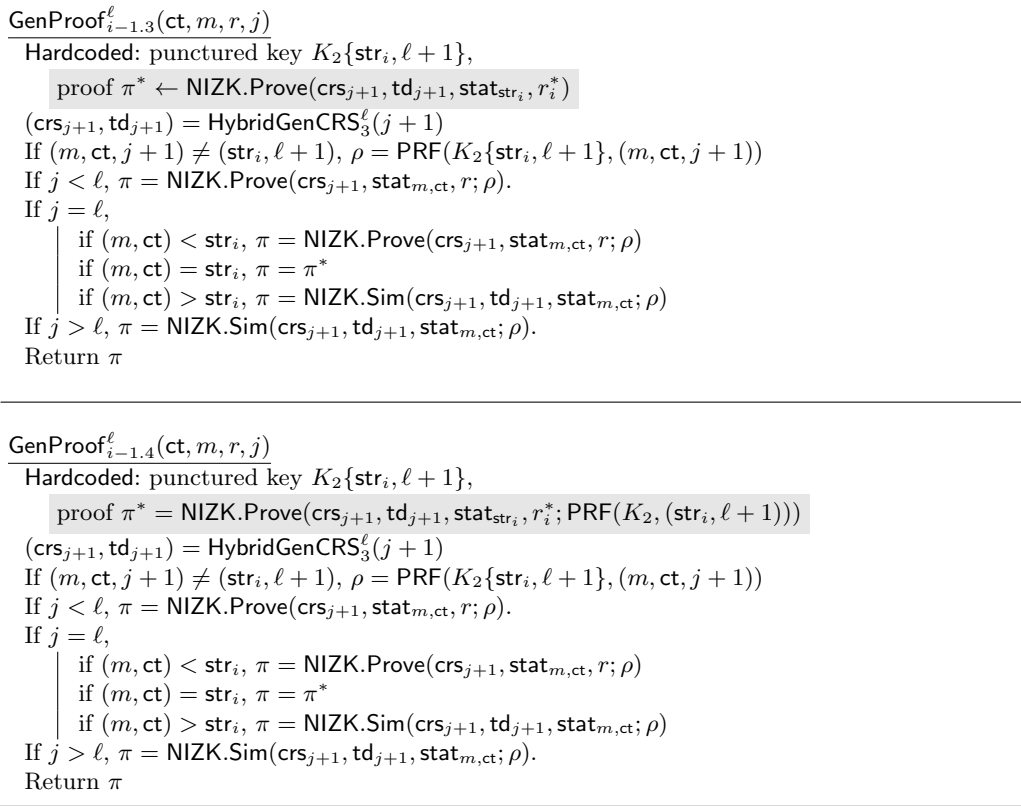 GenProof^ℓ_{i−1.3}(ct, m, r, j)
Hardcoded: punctured key K_2{str_i, ℓ + 1},
proof π* ← NIZK.Prove(crs_{j+1}, td_{j+1}, stat_{str_i}, r*_i)
(crs_{j+1}, td_{j+1}) = HybridGenCRS^ℓ_3(j + 1)
If (m, ct, j + 1) ≠ (str_i, ℓ + 1), ρ = PRF(K_2{str_i, ℓ + 1}, (m, ct, j + 1))
If j < ℓ, π = NIZK.Prove(crs_{j+1}, stat_{m,ct}, r; ρ).
If j = ℓ,
if (m, ct) < str_i, π = NIZK.Prove(crs_{j+1}, stat_{m,ct}, r; ρ)
if (m, ct) = str_i, π = π*
if (m, ct) > str_i, π = NIZK.Sim(crs_{j+1}, td_{j+1}, stat_{m,ct}; ρ)
If j > ℓ, π = NIZK.Sim(crs_{j+1}, td_{j+1}, stat_{m,ct}; ρ).
Return π
GenProof^ℓ_{i−1.4}(ct, m, r, j)
Hardcoded: punctured key K_2{str_i, ℓ + 1},
proof π* = NIZK.Prove(crs_{j+1}, td_{j+1}, stat_{str_i}, r*_i; PRF(K_2, (str_i, ℓ + 1)))
(crs_{j+1}, td_{j+1}) = HybridGenCRS^ℓ_3(j + 1)
If (m, ct, j + 1) ≠ (str_i, ℓ + 1), ρ = PRF(K_2{str_i, ℓ + 1}, (m, ct, j + 1))
If j < ℓ, π = NIZK.Prove(crs_{j+1}, stat_{m,ct}, r; ρ).
If j = ℓ,
if (m, ct) < str_i, π = NIZK.Prove(crs_{j+1}, stat_{m,ct}, r; ρ)
if (m, ct) = str_i, π = π*
if (m, ct) > str_i, π = NIZK.Sim(crs_{j+1}, td_{j+1}, stat_{m,ct}; ρ)
If j > ℓ, π = NIZK.Sim(crs_{j+1}, td_{j+1}, stat_{m,ct}; ρ).
Return π